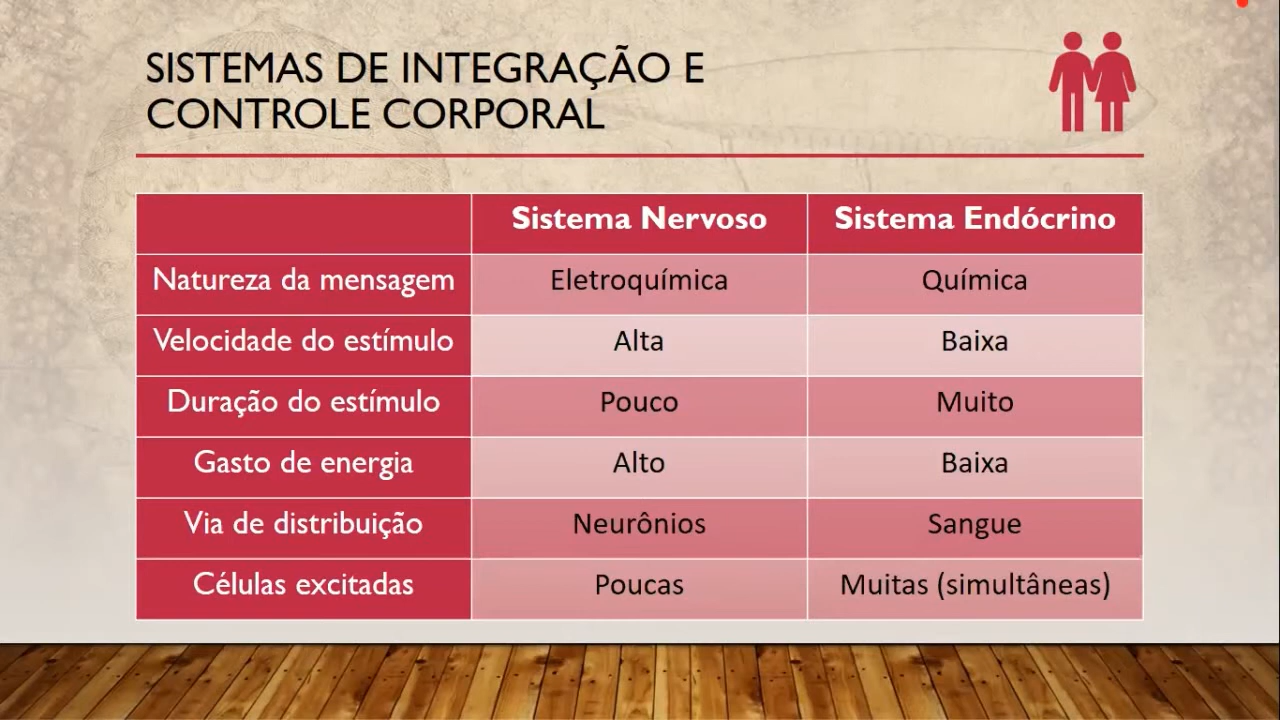 SISTEMAS DE INTEGRAÇÃO E
CONTROLE CORPORAL
Sistema Nervoso Sistema Endócrino
Natureza da mensagem Eletroquímica Química
Velocidade do estímulo Alta Baixa
Duração do estímulo Pouco Muito
Gasto de energia Alto Baixa
Via de distribuição Neurônios Sangue
Células excitadas Poucas Muitas (simultâneas)